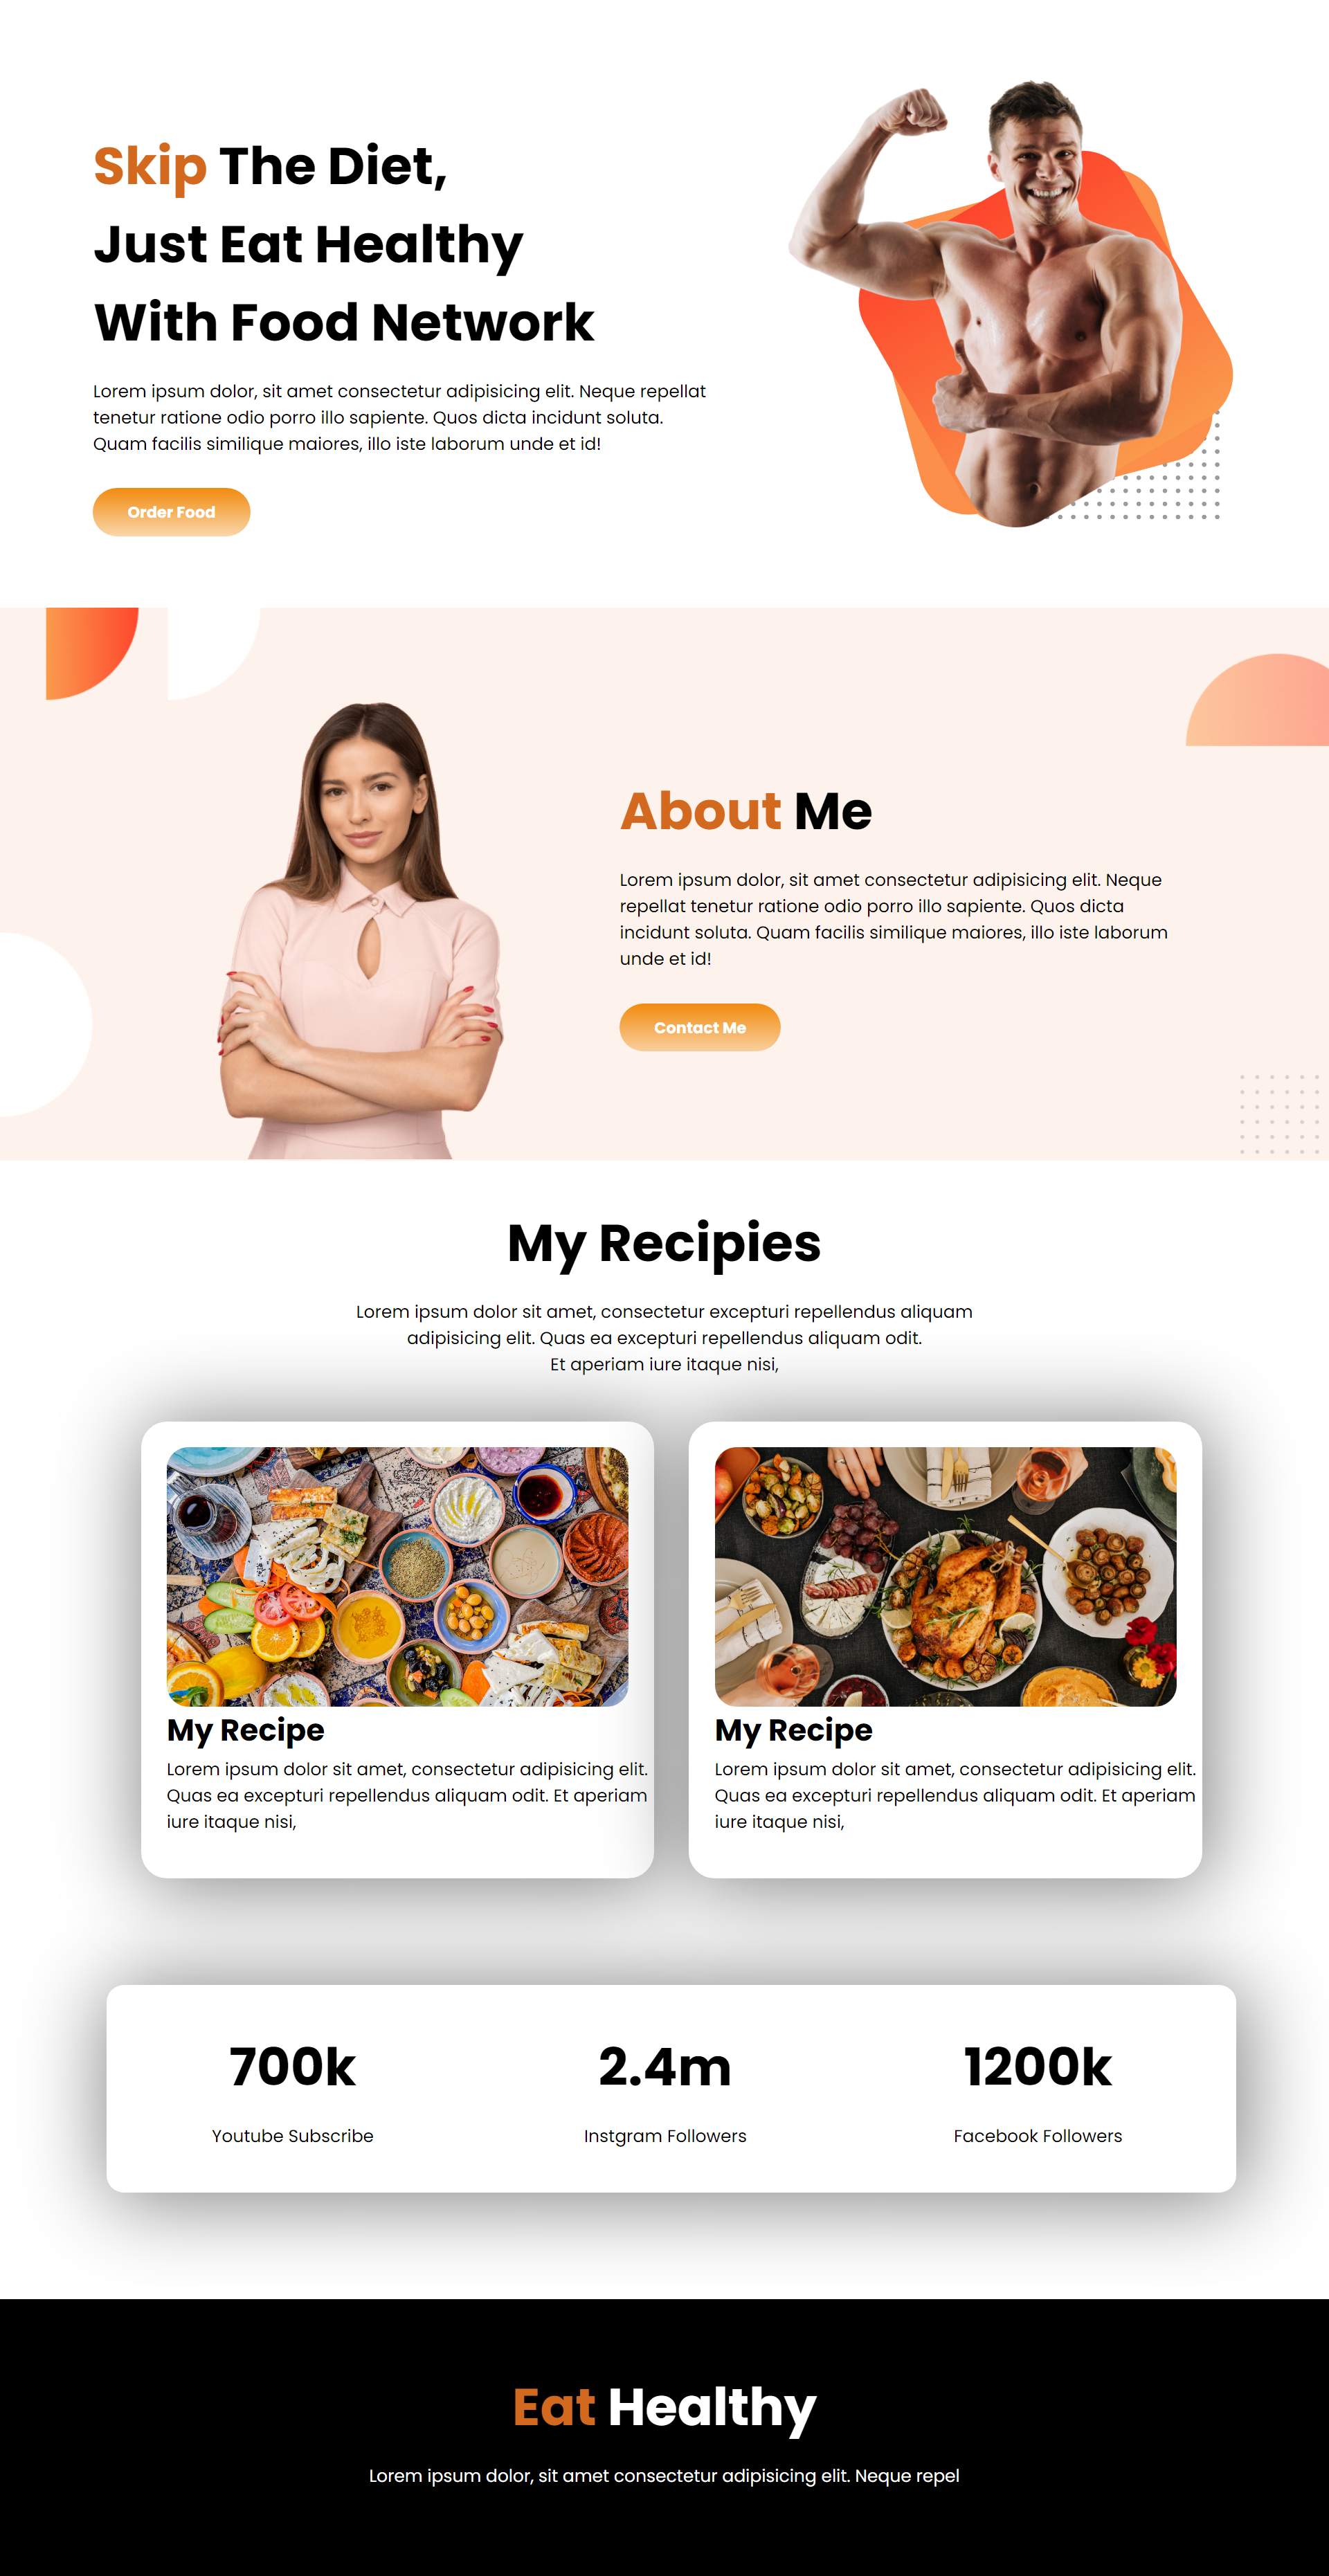 Skip The Diet,
Just Eat Healthy
With Food Network
Lorem ipsum dolor, sit amet consectetur adipisicing elit. Neque repellat
tenetur ratione odio porro illo sapiente. Quos dicta incidunt soluta.
Quam facilis similique maiores, illo iste laborum unde et id!
Order Food
About Me
Lorem ipsum dolor, sit amet consectetur adipisicing elit. Neque
repellat tenetur ratione odio porro illo sapiente. Quos dicta
incidunt soluta. Quam facilis similique maiores, illo iste laborum
unde et id!
Contact Me
My Recipies
Lorem ipsum dolor sit amet, consectetur excepturi repellendus aliquam
adipisicing elit. Quas ea excepturi repellendus aliquam odit.
Et aperiam iure itaque nisi,
My Recipe
Lorem ipsum dolor sit amet, consectetur adipisicing elit.
Quas ea excepturi repellendus aliquam odit. Et aperiam
iure itaque nisi,
My Recipe
Lorem ipsum dolor sit amet, consectetur adipisicing elit.
Quas ea excepturi repellendus aliquam odit. Et aperiam
iure itaque nisi,
700k
Youtube Subscribe
2.4m
Instgram Followers
1200k
Facebook Followers
Eat Healthy
Lorem ipsum dolor, sit amet consectetur adipisicing elit. Neque repel